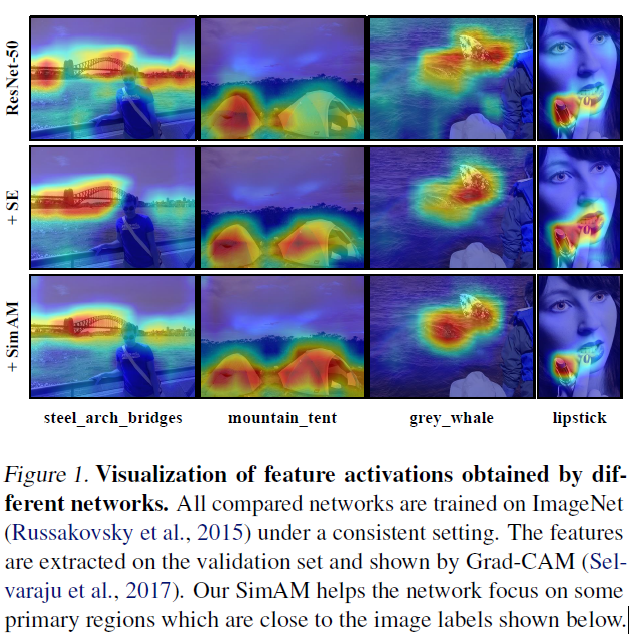 ResNet-50
+ SE
+ SimAM
steel_arch_bridges mountain_tent grey_whale lipstick
Figure 1. Visualization of feature activations obtained by dif-
ferent networks. All compared networks are trained on ImageNet
(Russakovsky et al., 2015) under a consistent setting. The features
are extracted on the validation set and shown by Grad-CAM (Sel-
varaju et al., 2017). Our SimAM helps the network focus on some
primary regions which are close to the image labels shown below.